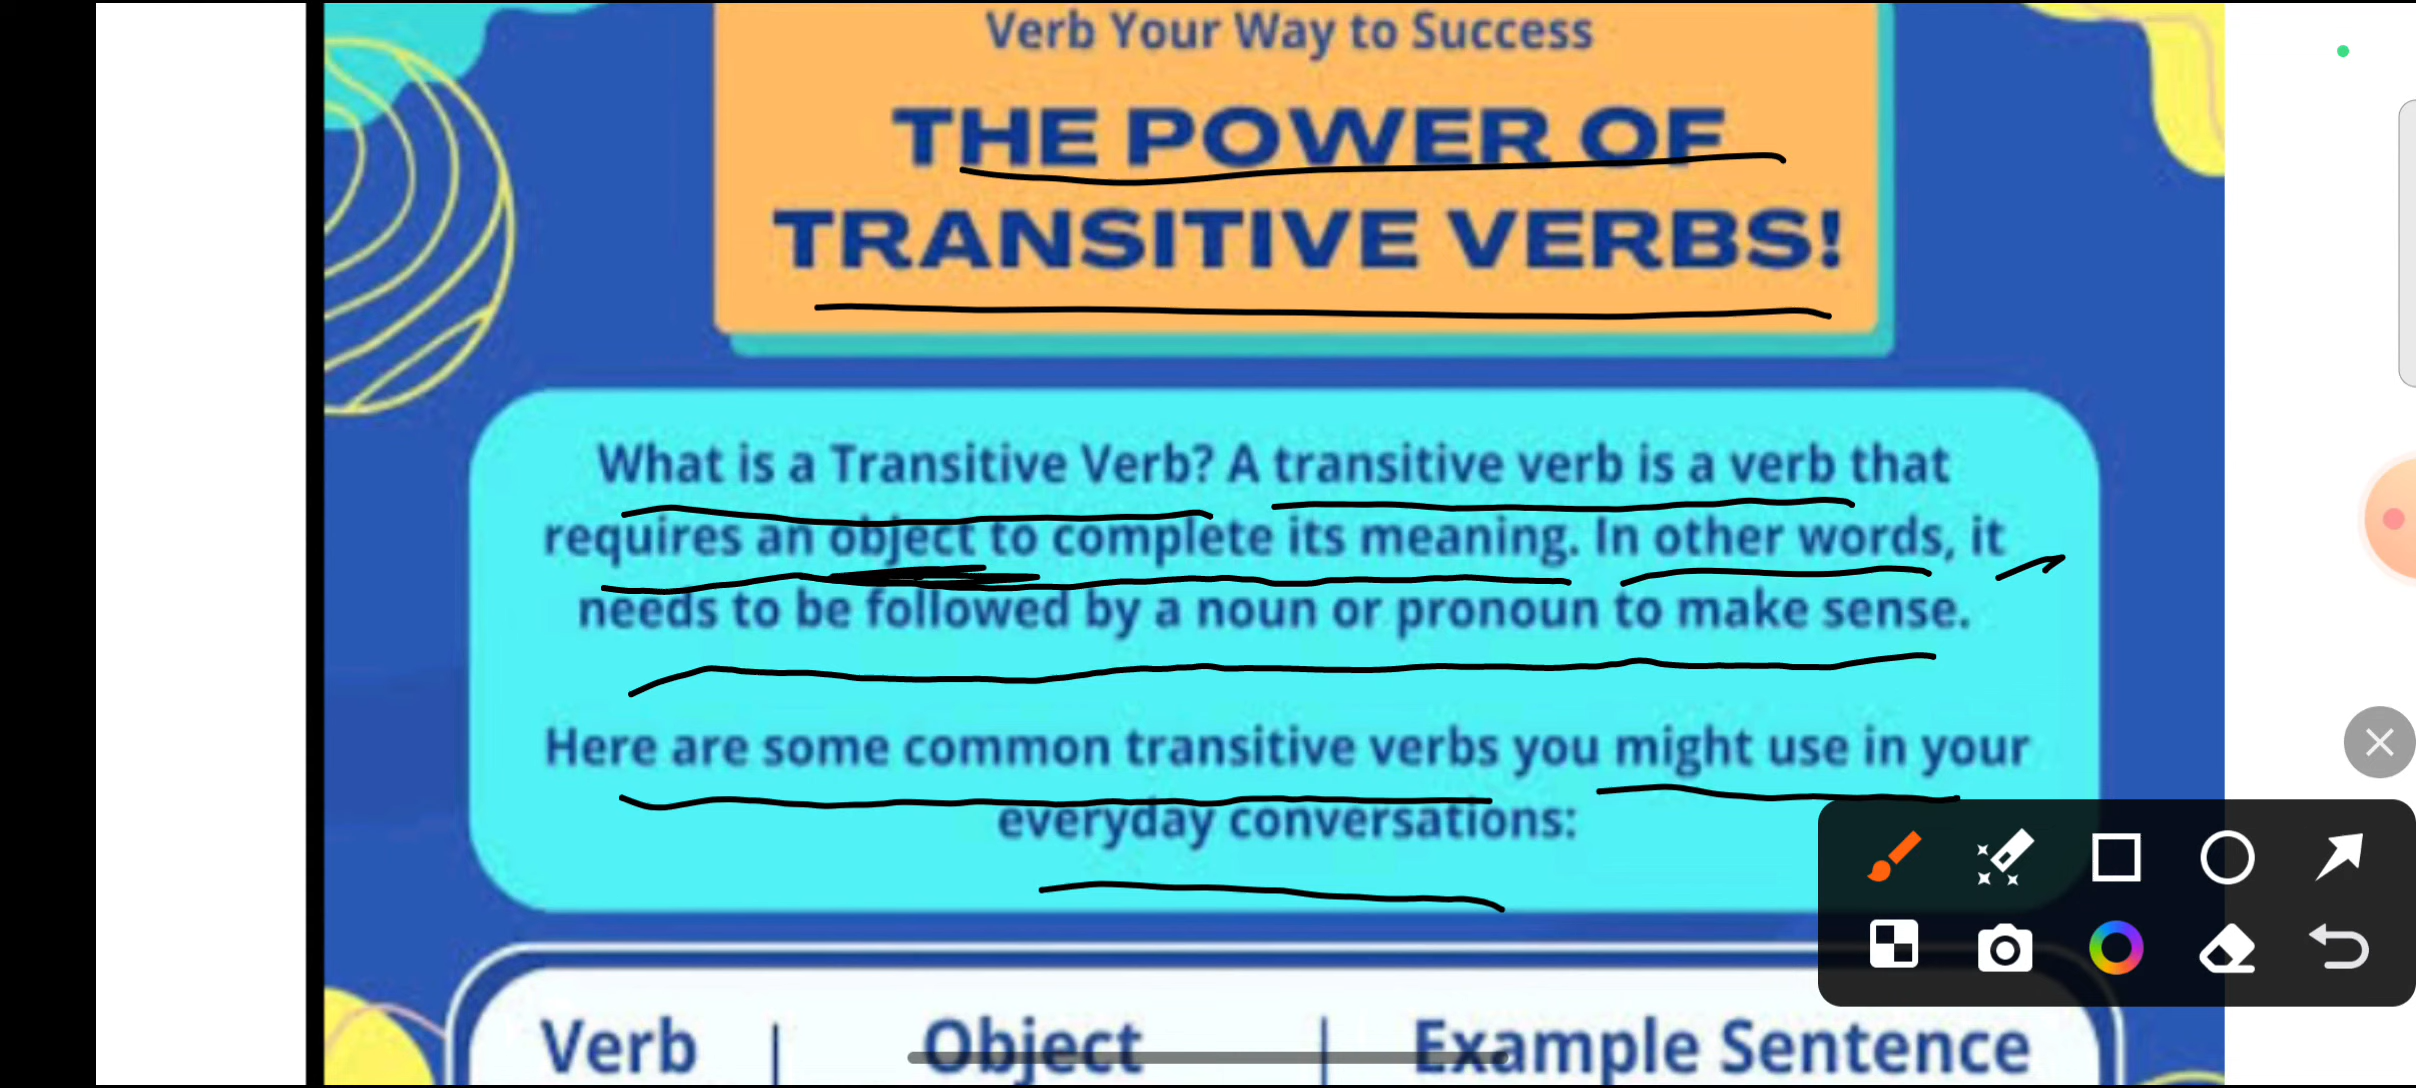 Verb Your Way to Success
THE POWER OF
TRANSITIVE VERBS!
What is a Transitive Verb? A transitive verb is a verb that
requires an object to complete its meaning. In other words, it
needs to be followed by a noun or pronoun to make sense.
Here are some common transitive verbs you might use in your
everyday conversations:
Verb | Object | Example Sentence